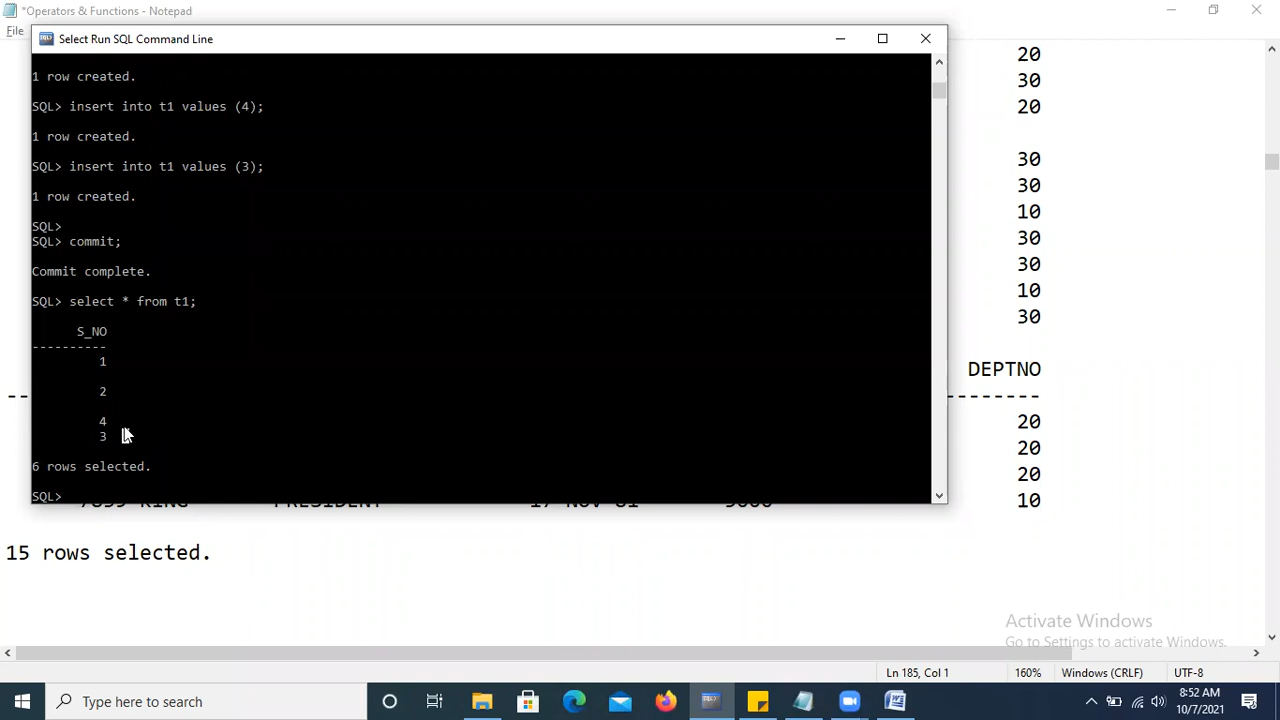 *Operators & Functions - Notepad
File
Select Run SQL Command Line
1 row created.
SQL> insert into t1 values (4);
1 row created.
SQL> insert into t1 values (3);
1 row created.
SQL>
SQL> commit;
Commit complete.
SQL> select * from t1;
S_NO
----------
1
2
4
3
6 rows selected.
SQL>
20
30
20
30
30
10
30
30
10
30
DEPTNO
20
20
20
10
15 rows selected.
Activate Windows
Go to Settings to activate Windows.
Ln 185, Col 1
160%
Windows (CRLF)
UTF-8
Type here to search
8:52 AM
10/7/2021